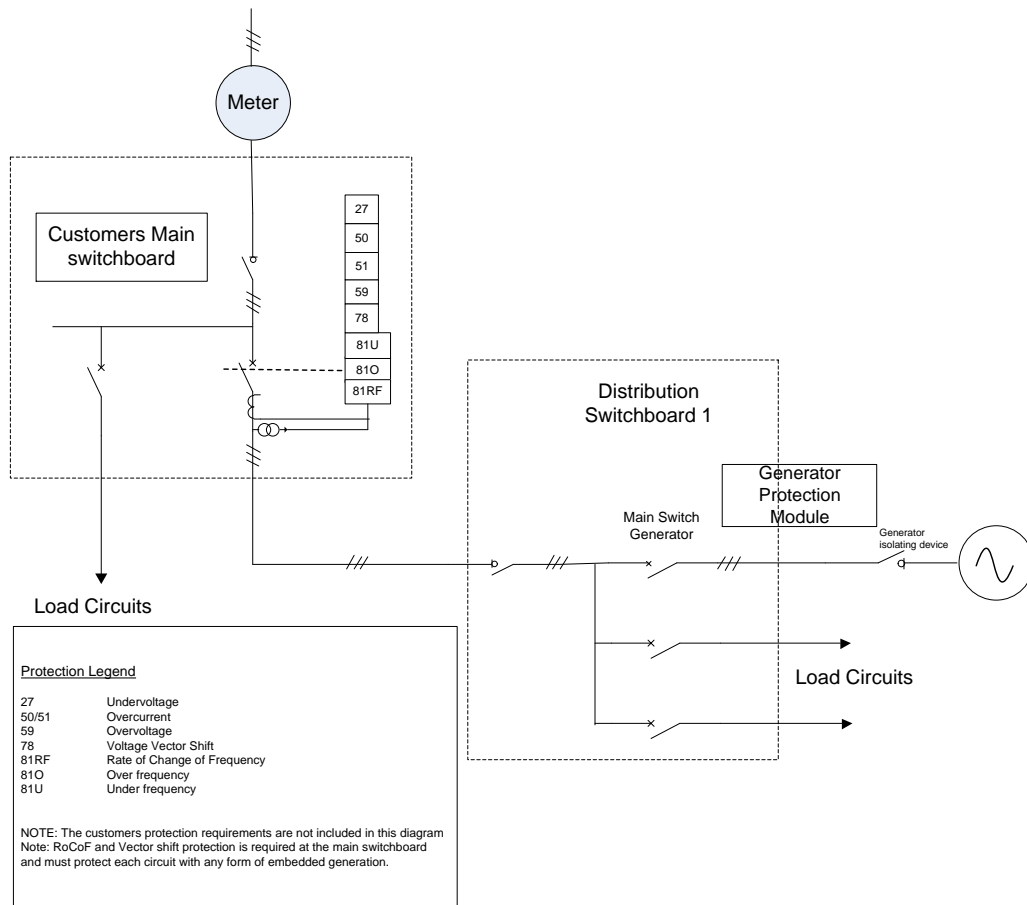 Meter
Customers Main
switchboard
27
50
51
59
78
81U
81O
81RF
Distribution
Switchboard 1
Generator
Protection
Module
Main Switch
Generator
Generator
isolating device
Load Circuits
Load Circuits
Protection Legend
27 Undervoltage
50/51 Overcurrent
59 Overvoltage
78 Voltage Vector Shift
81RF Rate of Change of Frequency
81O Over frequency
81U Under frequency
NOTE: The customers protection requirements are not included in this diagram
Note: RoCoF and Vector shift protection is required at the main switchboard
and must protect each circuit with any form of embedded generation.